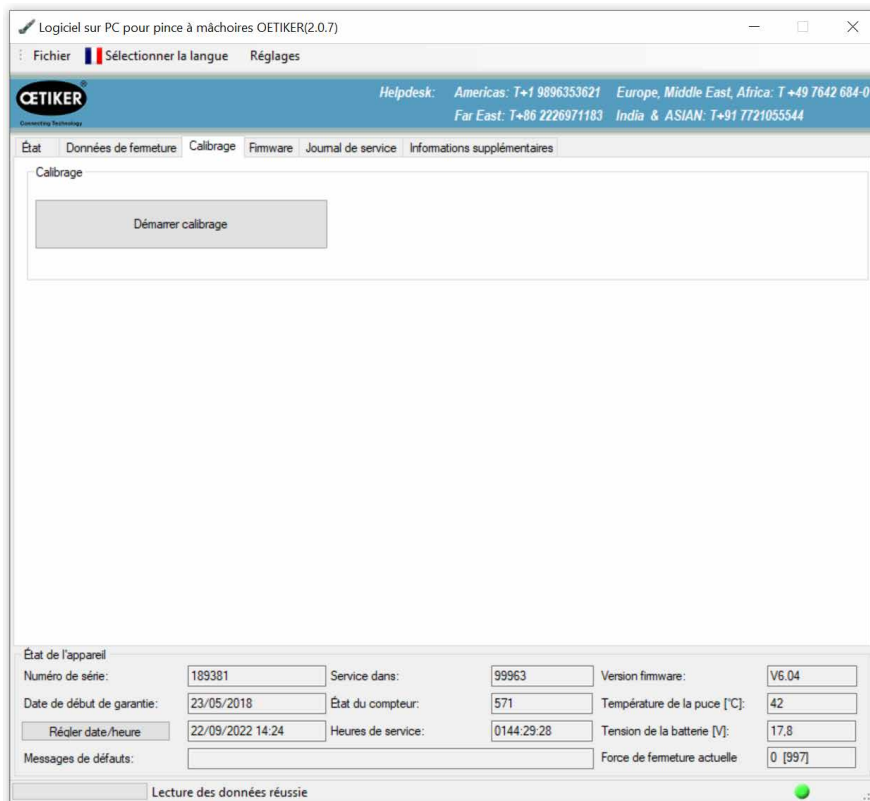 Logiciel sur PC pour pince à mâchoires OETIKER(2.0.7)
Fichier Sélectionner la langue Réglages
ŒTIKER®
Connecting Technology
Helpdesk: Americas: T+1 9896353621 Europe, Middle East, Africa: T +49 7642 684-0
Far East: T+86 2226971183 India & ASIAN: T+91 7721055544
État Données de fermeture Calibrage Firmware Journal de service Informations supplémentaires
Calibrage
Démarrer calibrage
État de l'appareil
Numéro de série: 189381 Service dans: 99963 Version firmware: V6.04
Date de début de garantie: 23/05/2018 État du compteur: 571 Température de la puce [°C]: 42
Régler date/heure 22/09/2022 14:24 Heures de service: 0144:29:28 Tension de la batterie [V]: 17,8
Messages de défauts: Force de fermeture actuelle 0 [997]
Lecture des données réussie